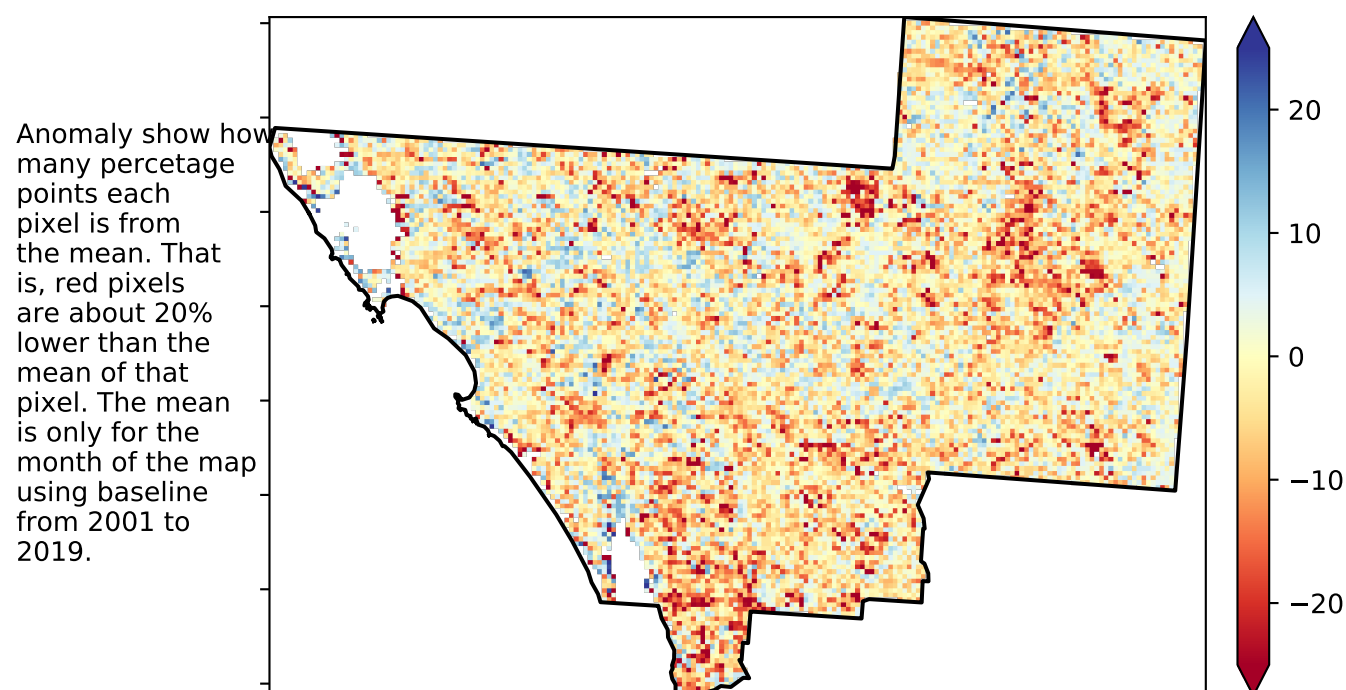 Anomaly show how
many percetage
points each
pixel is from
the mean. That
is, red pixels
are about 20%
lower than the
mean of that
pixel. The mean
is only for the
month of the map
using baseline
from 2001 to
2019.
20
10
0
−10
−20